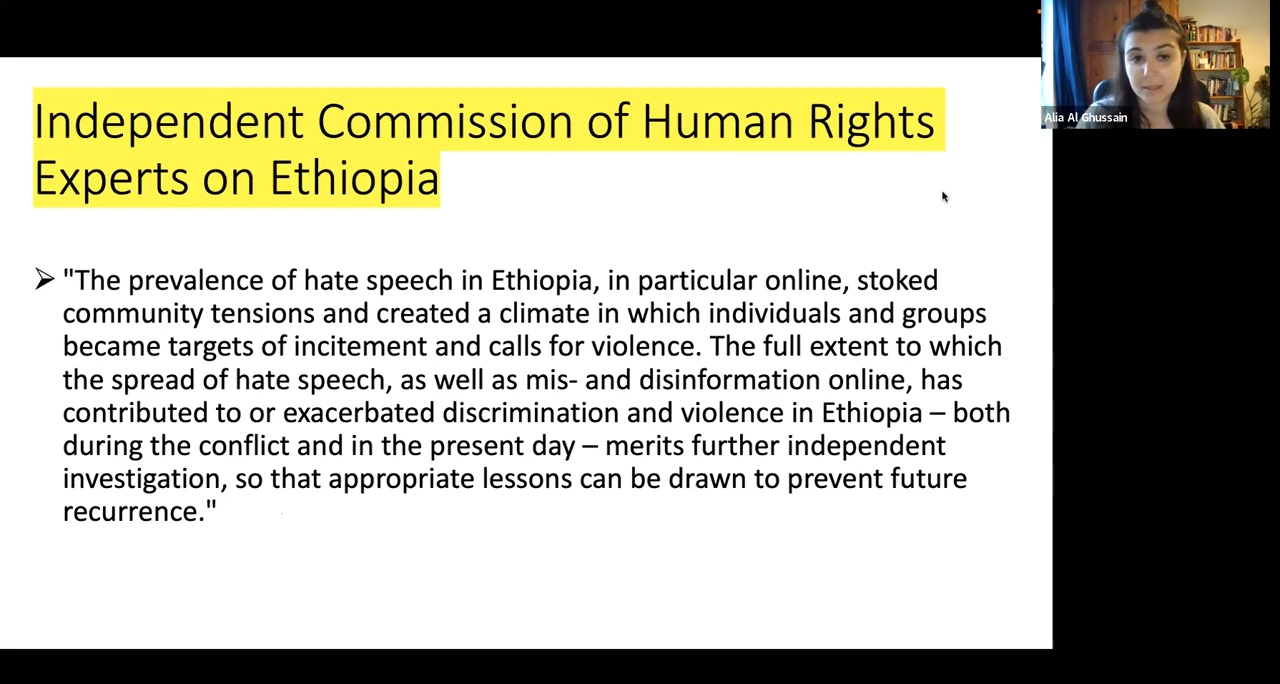 Independent Commission of Human Rights
Experts on Ethiopia
"The prevalence of hate speech in Ethiopia, in particular online, stoked
community tensions and created a climate in which individuals and groups
became targets of incitement and calls for violence. The full extent to which
the spread of hate speech, as well as mis- and disinformation online, has
contributed to or exacerbated discrimination and violence in Ethiopia – both
during the conflict and in the present day – merits further independent
investigation, so that appropriate lessons can be drawn to prevent future
recurrence."
Alia Al Ghussain